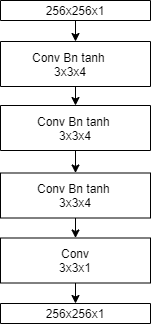 256x256x1
Conv Bn tanh
3x3x4
Conv Bn tanh
3x3x4
Conv Bn tanh
3x3x4
Conv
3x3x1
256x256x1